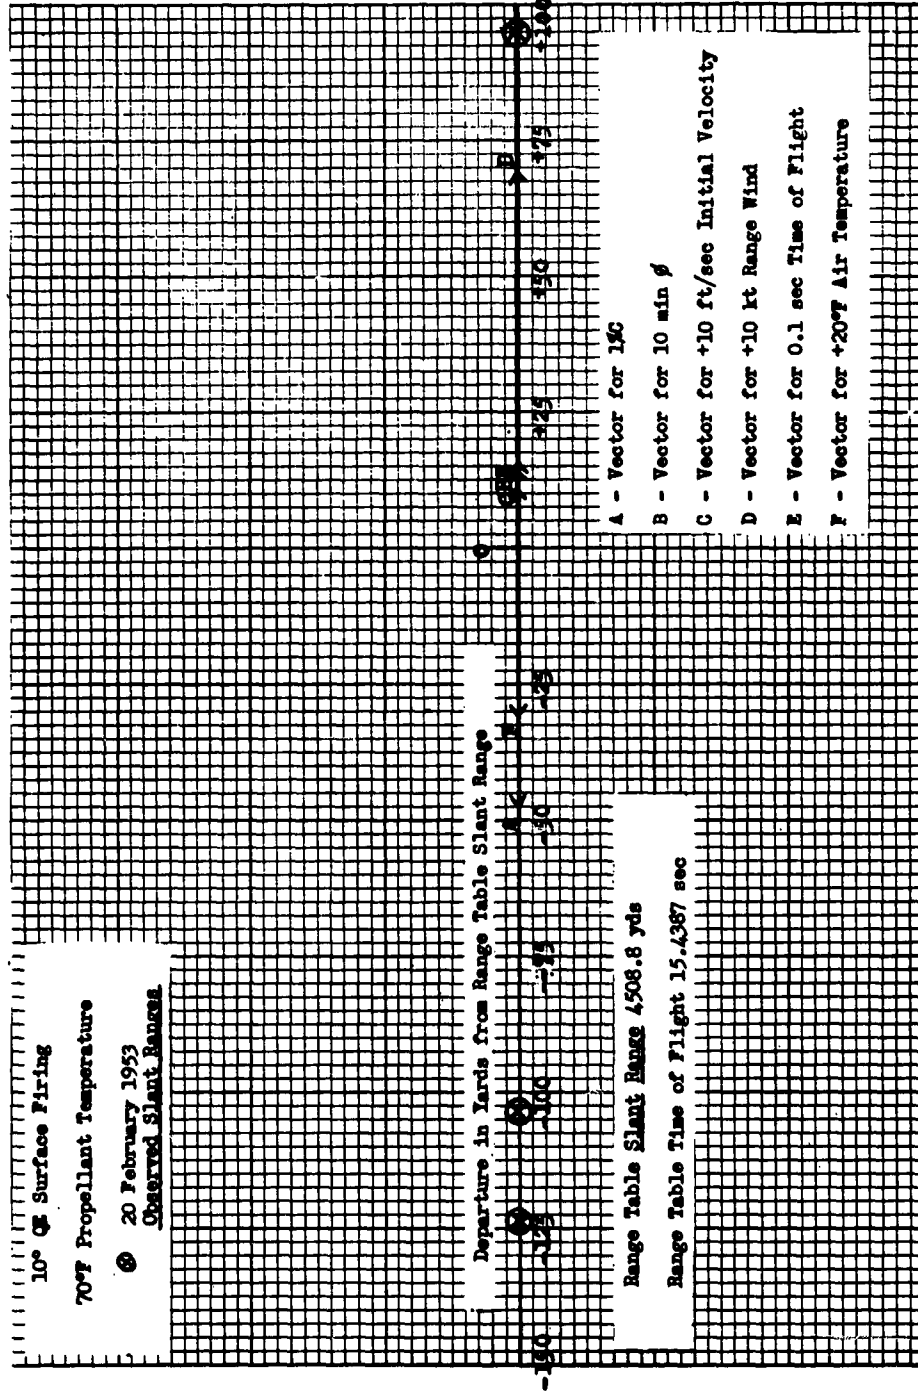 10° QE Surface Firing
70°F Propellant Temperature
⊗ 20 February 1953
Observed Slant Ranges
Departure in Yards from Range Table Slant Range
0
A
D
-150
-125
-100
-75
-50
-25
+25
+50
+75
+100
Range Table Slant Range 4508.8 yds
Range Table Time of Flight 15.4387 sec
A - Vector for 1%C
B - Vector for 10 min ø
C - Vector for +10 ft/sec Initial Velocity
D - Vector for +10 kt Range Wind
E - Vector for 0.1 sec Time of Flight
F - Vector for +20°F Air Temperature